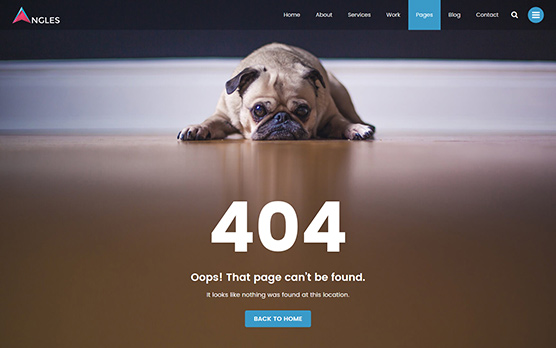 ANGLES
Home About Services Work Pages Blog Contact
404
Oops! That page can't be found.
It looks like nothing was found at this location.
BACK TO HOME